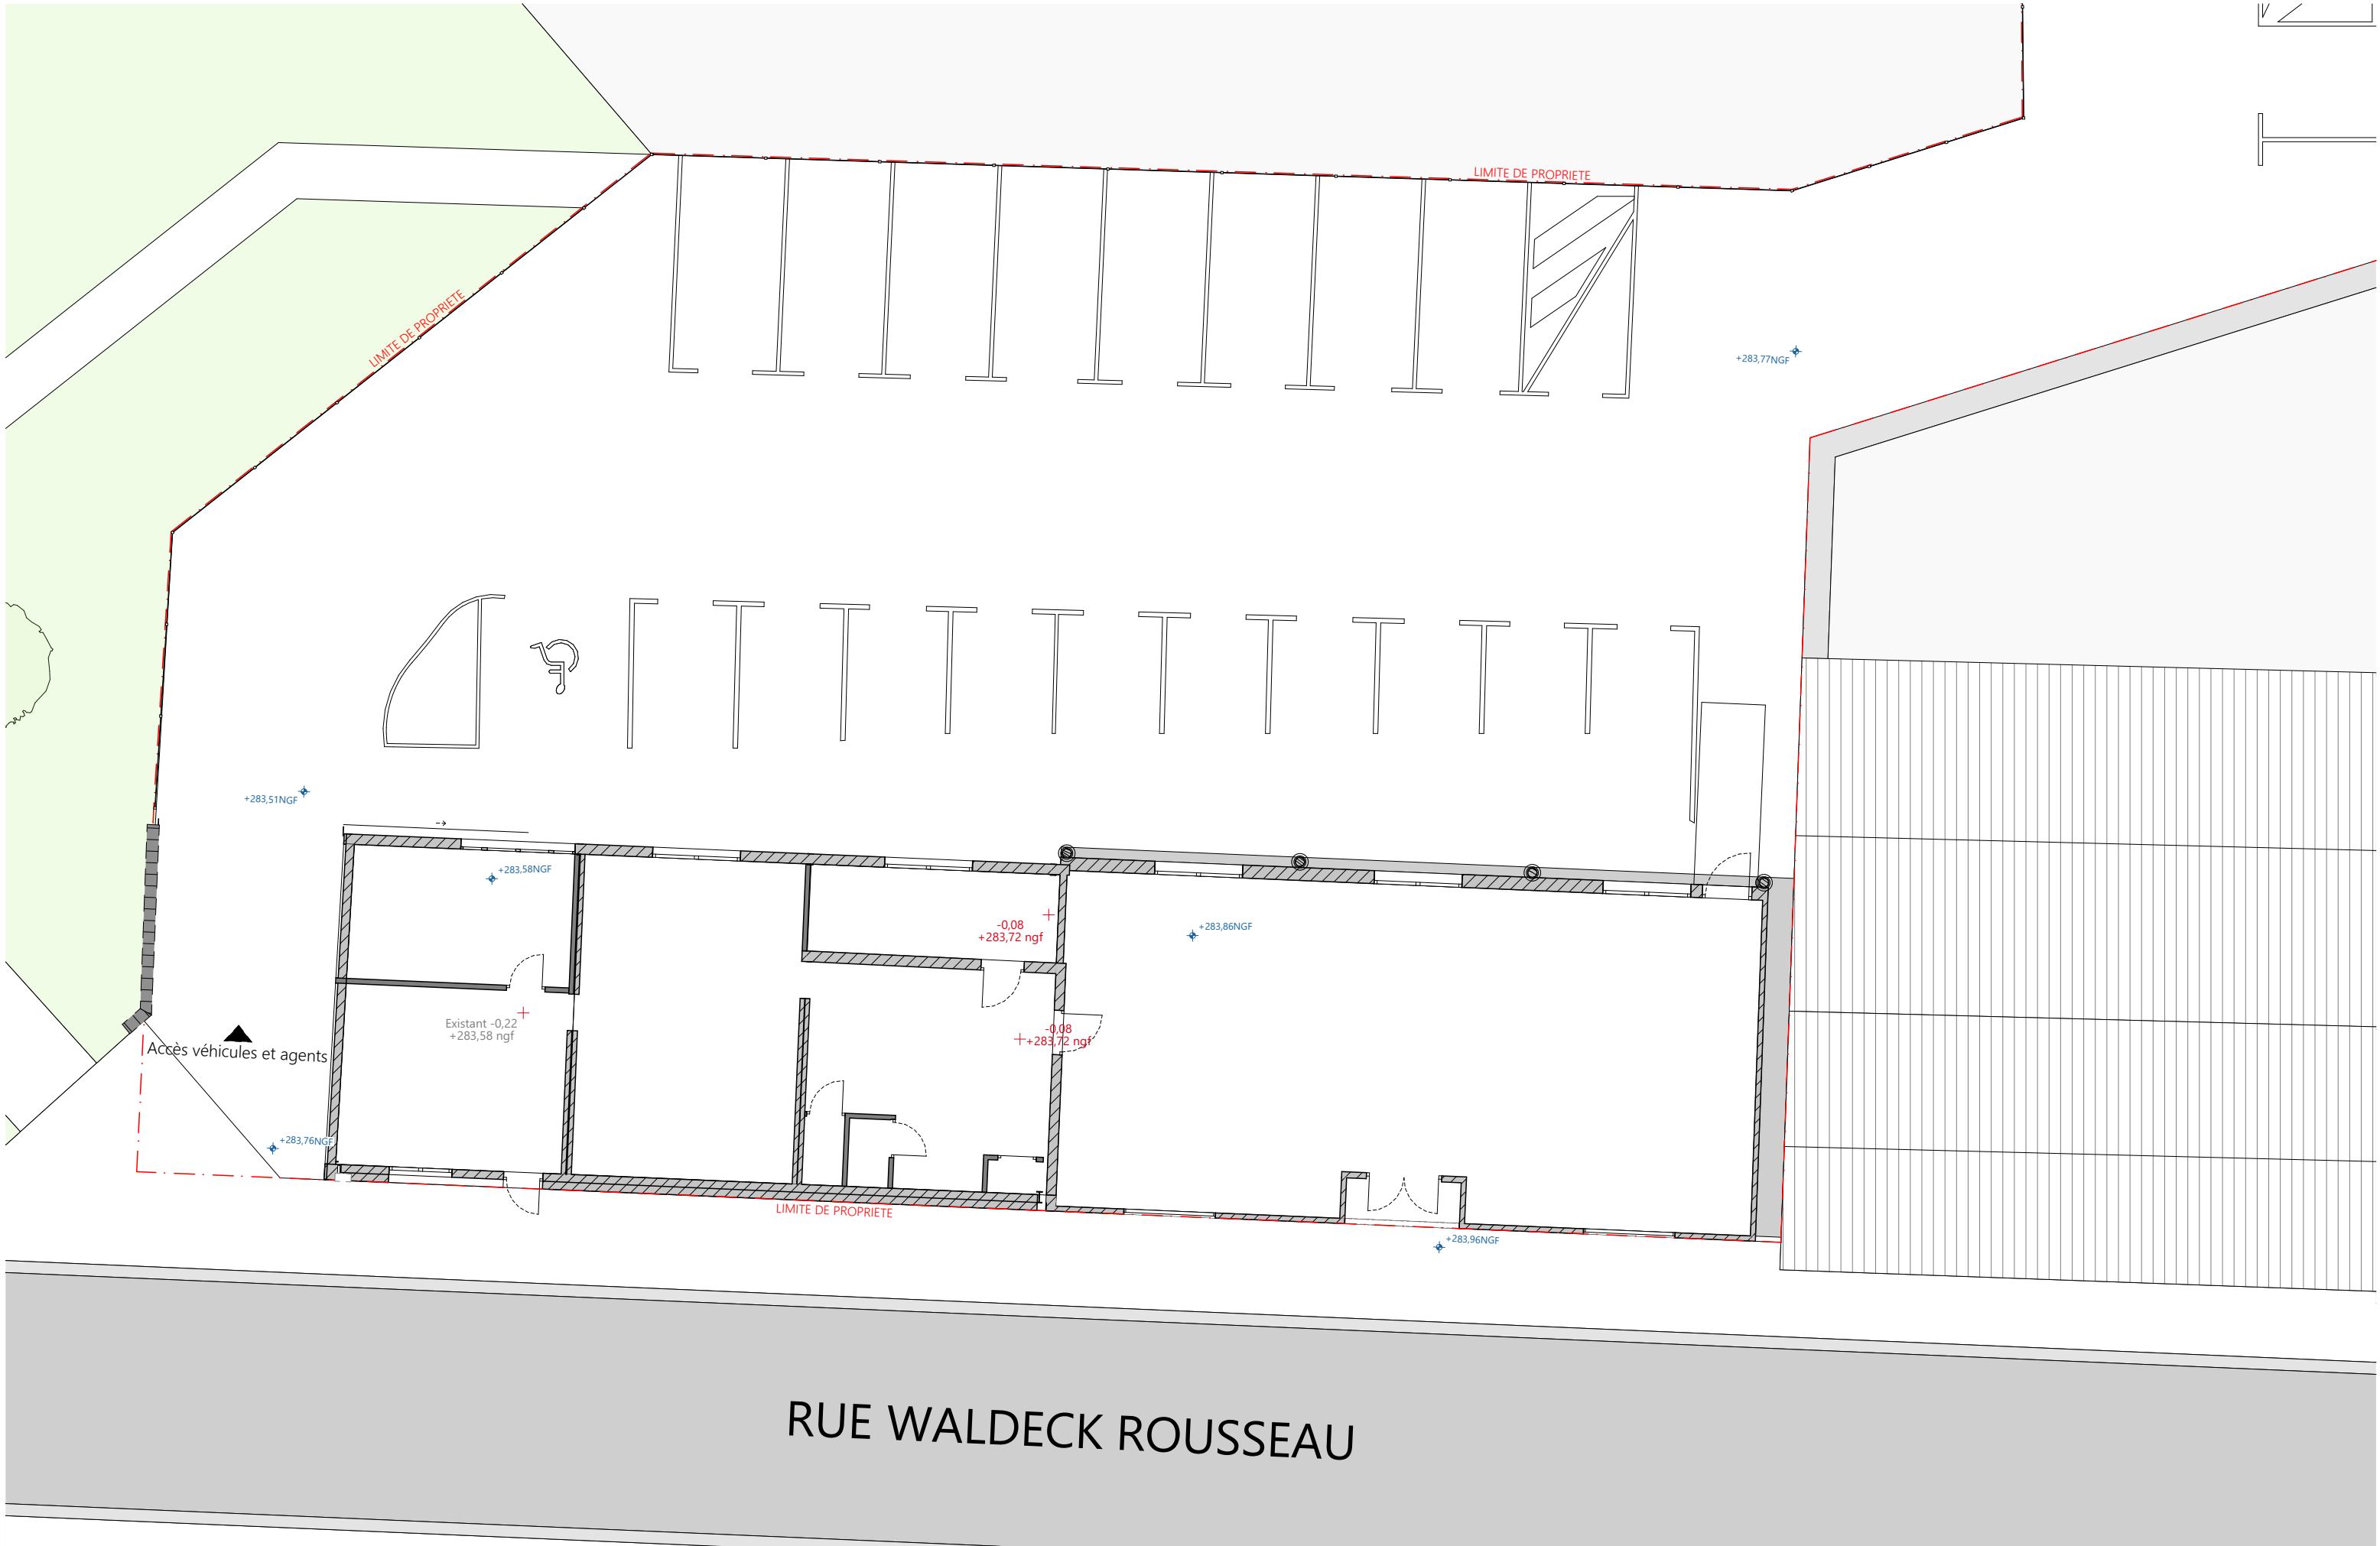 LIMITE DE PROPRIETE
LIMITE DE PROPRIETE
+283,77NGF
+283,51NGF
+283,58NGF
-0,08
+283,72 ngf
+283,86NGF
Existant -0,22
+283,58 ngf
-0,08
+283,72 ngf
Accès véhicules et agents
+283,76NGF
LIMITE DE PROPRIETE
+283,96NGF
RUE WALDECK ROUSSEAU